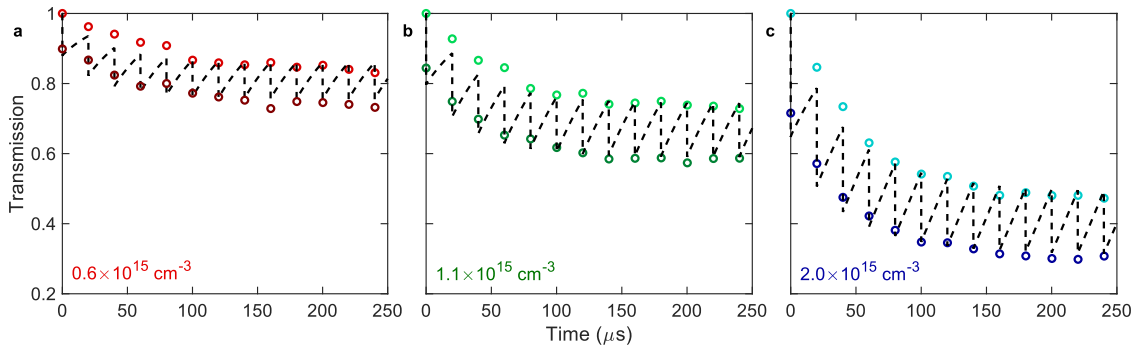 a
b
c
1
0.8
0.6
0.4
0.2
Transmission
0.6×10^15 cm^-3
1.1×10^15 cm^-3
2.0×10^15 cm^-3
0 50 100 150 200 250
0 50 100 150 200 250
0 50 100 150 200 250
Time (μs)